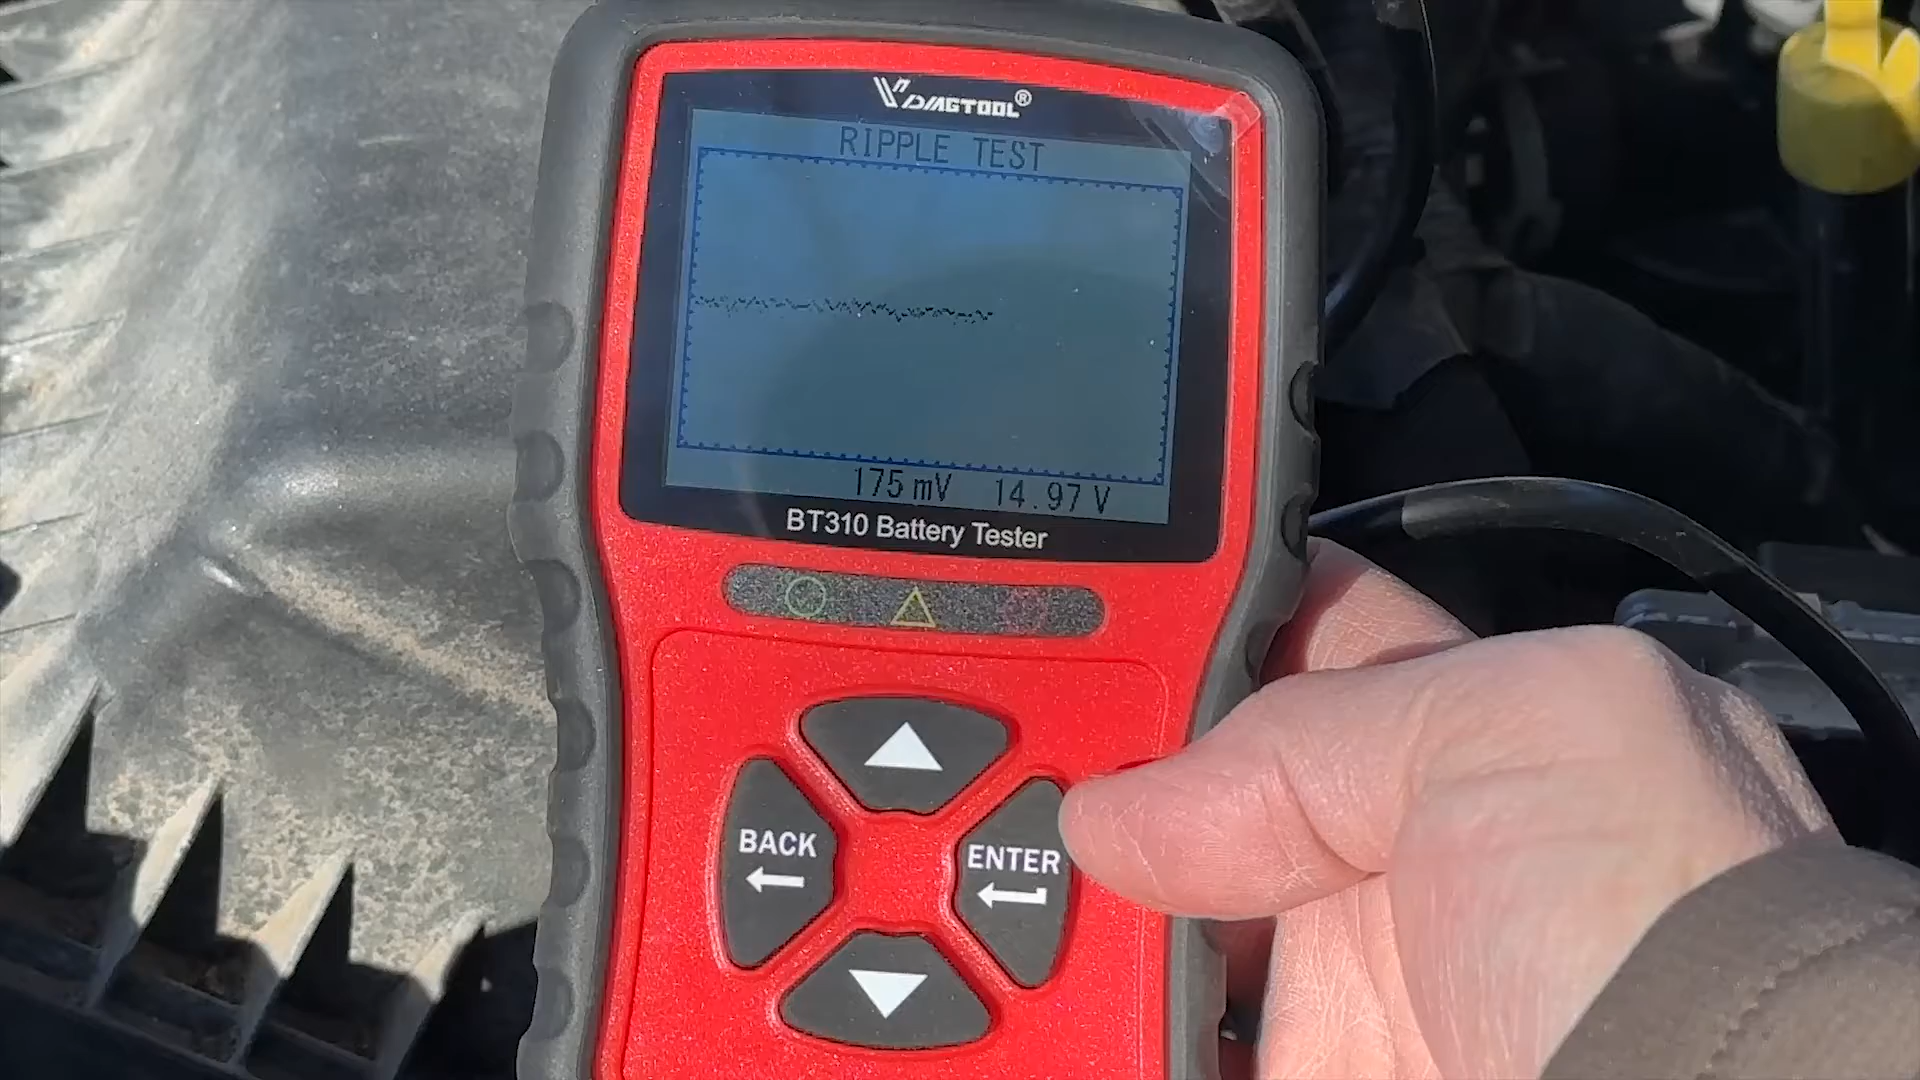 VDIAGTOOL®
RIPPLE TEST
175 mV 14.97 V
BT310 Battery Tester
BACK
ENTER